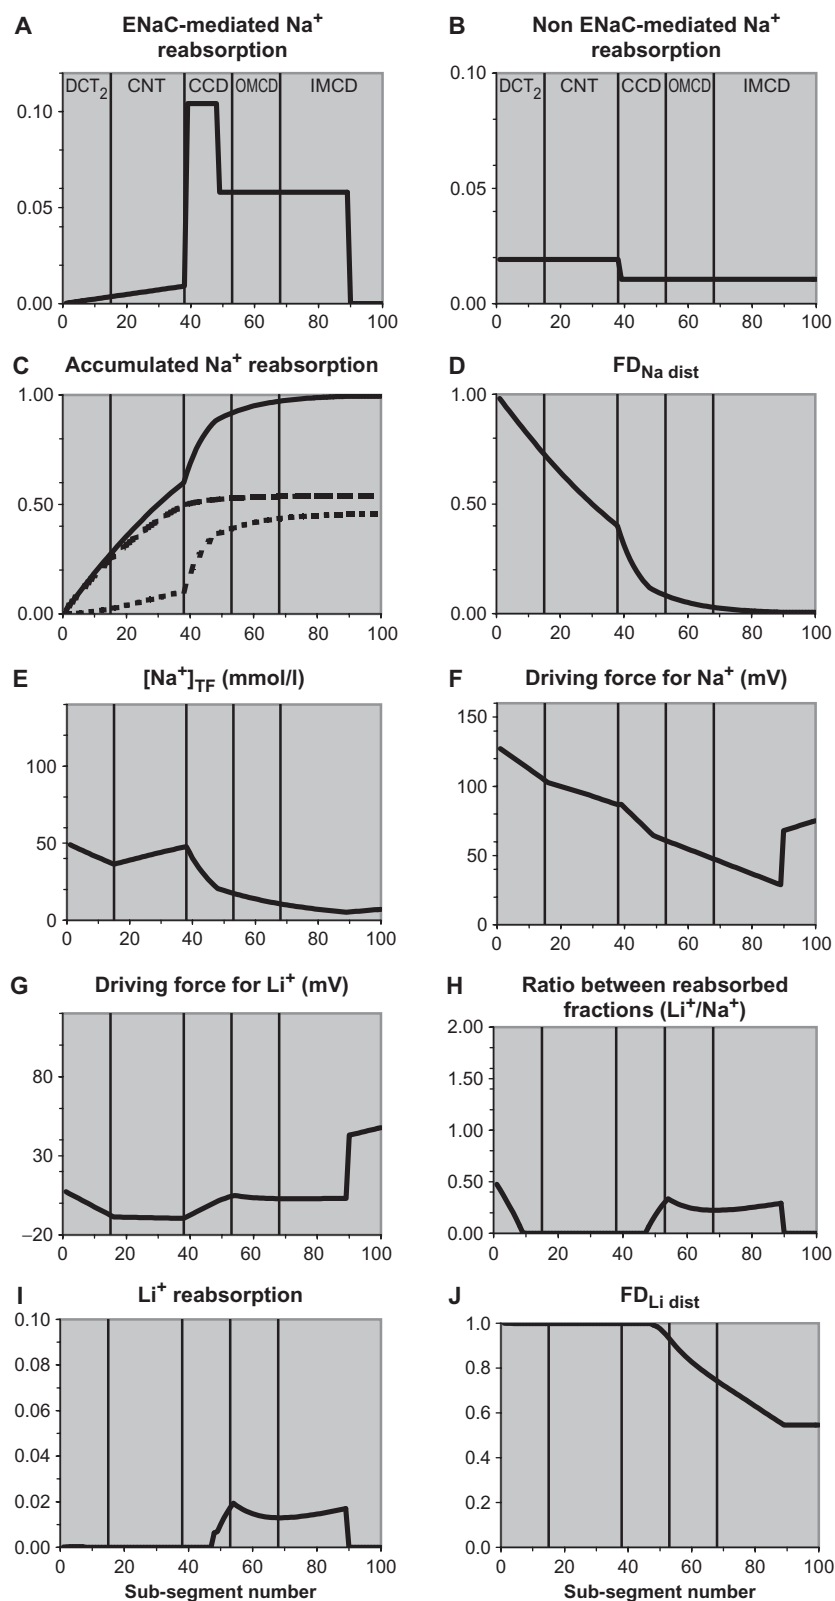 A
ENaC-mediated Na+
reabsorption
DCT2 CNT CCD OMCD IMCD
0.10
0.05
0.00
0 20 40 60 80 100
B
Non ENaC-mediated Na+
reabsorption
0.10
DCT2 CNT CCD OMCD IMCD
0.05
0.00
0 20 40 60 80 100
C
Accumulated Na+ reabsorption
1.00
0.50
0.00
0 20 40 60 80 100
D
FDNa dist
1.00
0.50
0.00
0 20 40 60 80 100
E
[Na+]TF (mmol/l)
100
50
0
0 20 40 60 80 100
F
Driving force for Na+ (mV)
150
100
50
0
0 20 40 60 80 100
G
Driving force for Li+ (mV)
80
30
−20
0 20 40 60 80 100
H
Ratio between reabsorbed
fractions (Li+/Na+)
2.00
1.50
1.00
0.50
0.00
0 20 40 60 80 100
I
Li+ reabsorption
0.10
0.08
0.06
0.04
0.02
0.00
0 20 40 60 80 100
Sub-segment number
J
FDLi dist
1.0
0.8
0.6
0.4
0.2
0.0
0 20 40 60 80 100
Sub-segment number